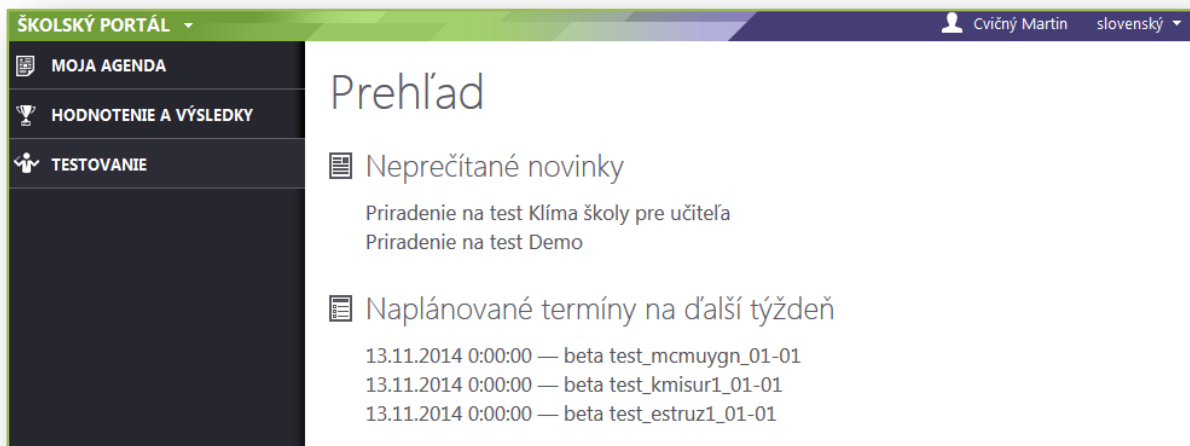 ŠKOLSKÝ PORTÁL
Cvičný Martin
slovenský
MOJA AGENDA
HODNOTENIE A VÝSLEDKY
TESTOVANIE
Prehľad
Neprečítané novinky
Priradenie na test Klíma školy pre učiteľa
Priradenie na test Demo
Naplánované termíny na ďalší týždeň
13.11.2014 0:00:00 — beta test_mcmuygn_01-01
13.11.2014 0:00:00 — beta test_kmisur1_01-01
13.11.2014 0:00:00 — beta test_estruz1_01-01